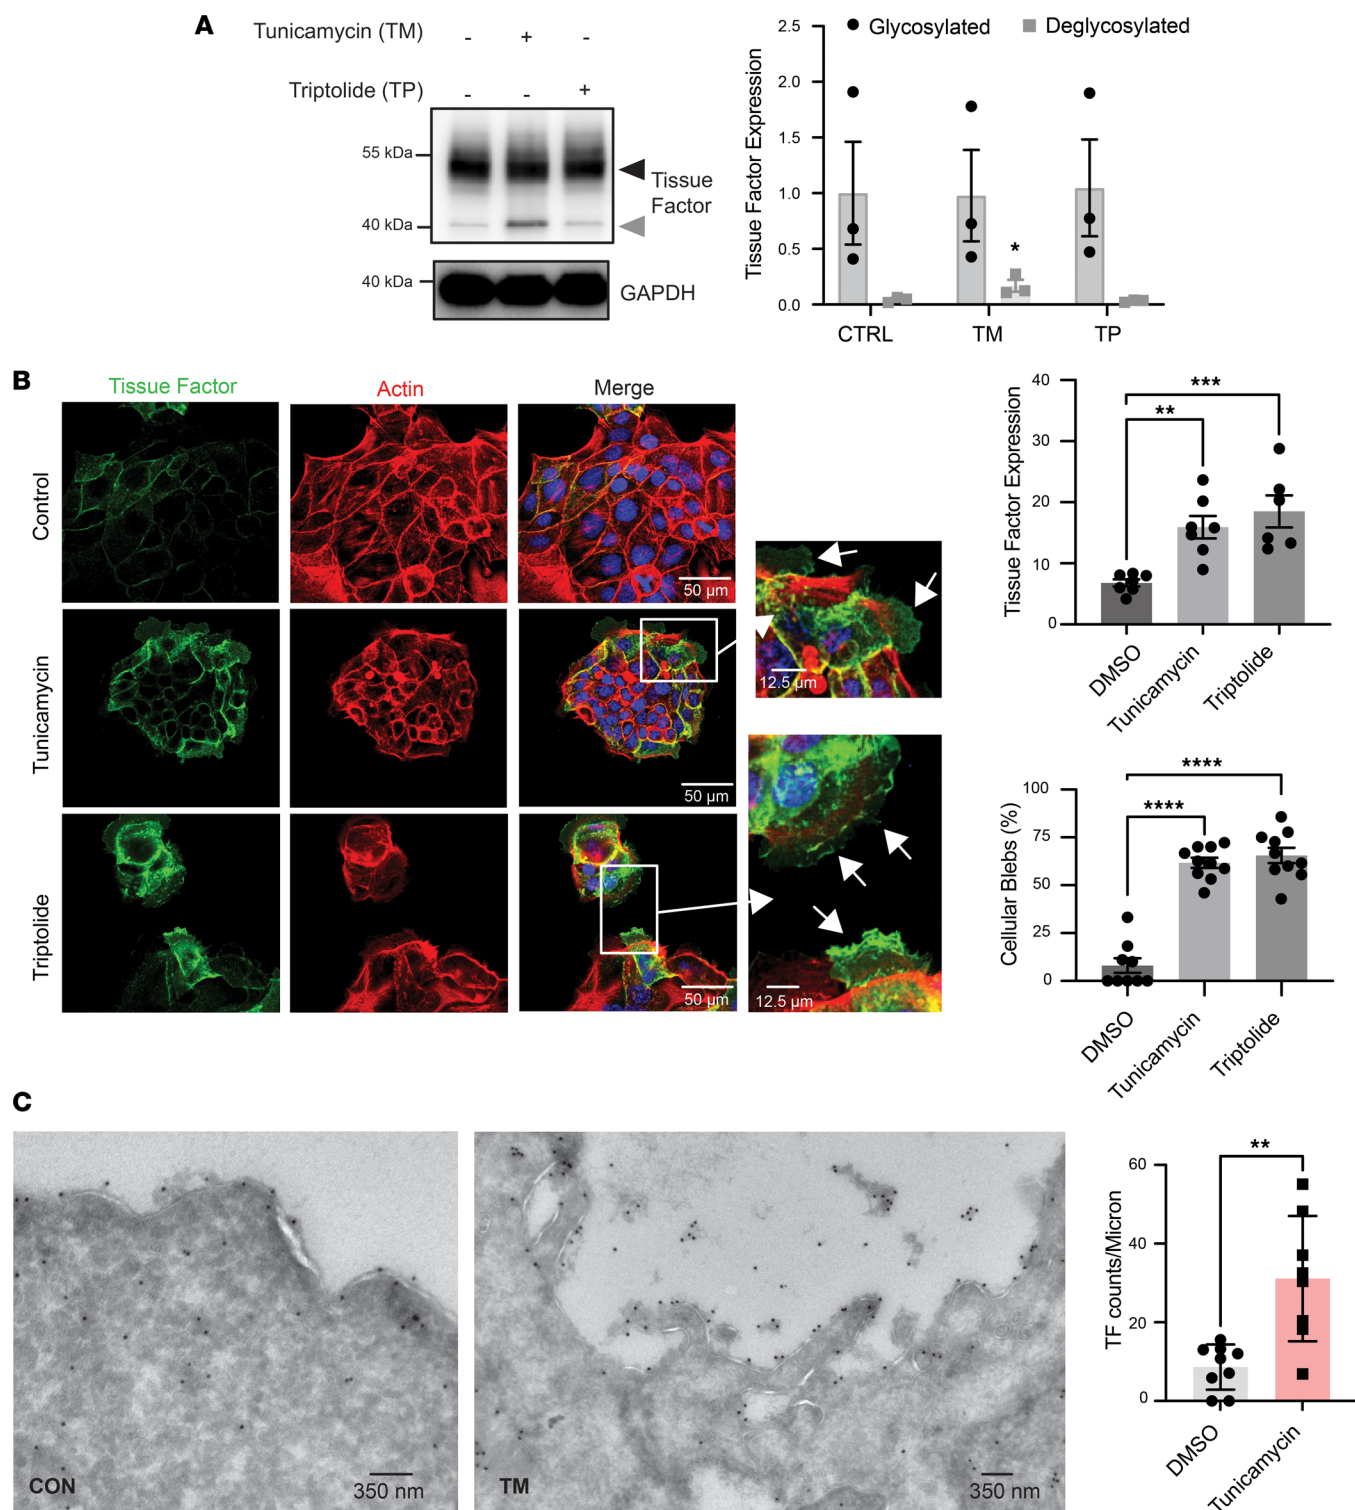 A
Tunicamycin (TM) - + -
Triptolide (TP) - - +
55 kDa
40 kDa
Tissue
Factor
40 kDa
GAPDH
Glycosylated Deglycosylated
Tissue Factor Expression
2.5
2.0
1.5
1.0
0.5
0.0
*
CTRL TM TP
B
Tissue Factor Actin Merge
Control
50 µm
Tunicamycin
50 µm
12.5 µm
Triptolide
50 µm
12.5 µm
Tissue Factor Expression
40
30
20
10
0
***
**
DMSO
Tunicamycin
Triptolide
Cellular Blebs (%)
100
75
50
25
0
****
****
DMSO
Tunicamycin
Triptolide
C
CON
350 nm
TM
350 nm
TF counts/Micron
60
40
20
0
**
DMSO
Tunicamycin